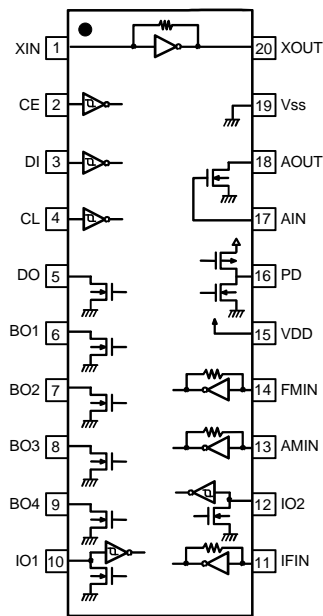 XIN 1 20 XOUT
CE 2 19 Vss
DI 3 18 AOUT
CL 4 17 AIN
DO 5 16 PD
BO1 6 15 VDD
BO2 7 14 FMIN
BO3 8 13 AMIN
BO4 9 12 IO2
IO1 10 11 IFIN